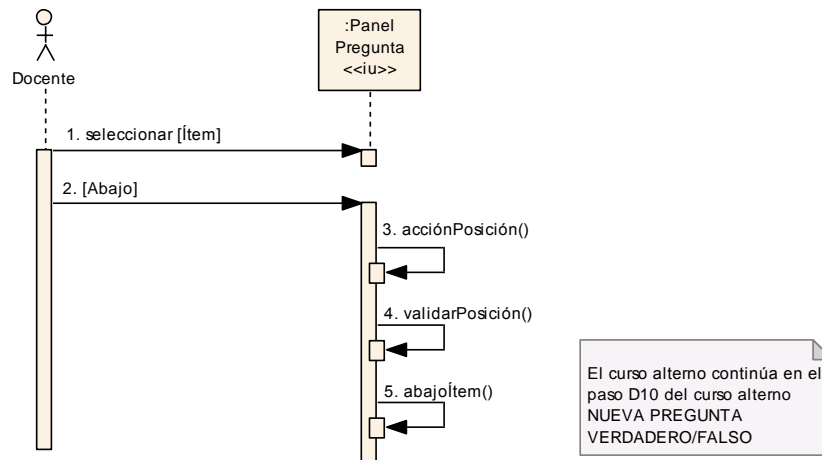 :Panel
Pregunta
<<iu>>
Docente
1. seleccionar [Ítem]
2. [Abajo]
3. acciónPosición()
4. validarPosición()
5. abajoÍtem()
El curso alterno continúa en el
paso D10 del curso alterno
NUEVA PREGUNTA
VERDADERO/FALSO